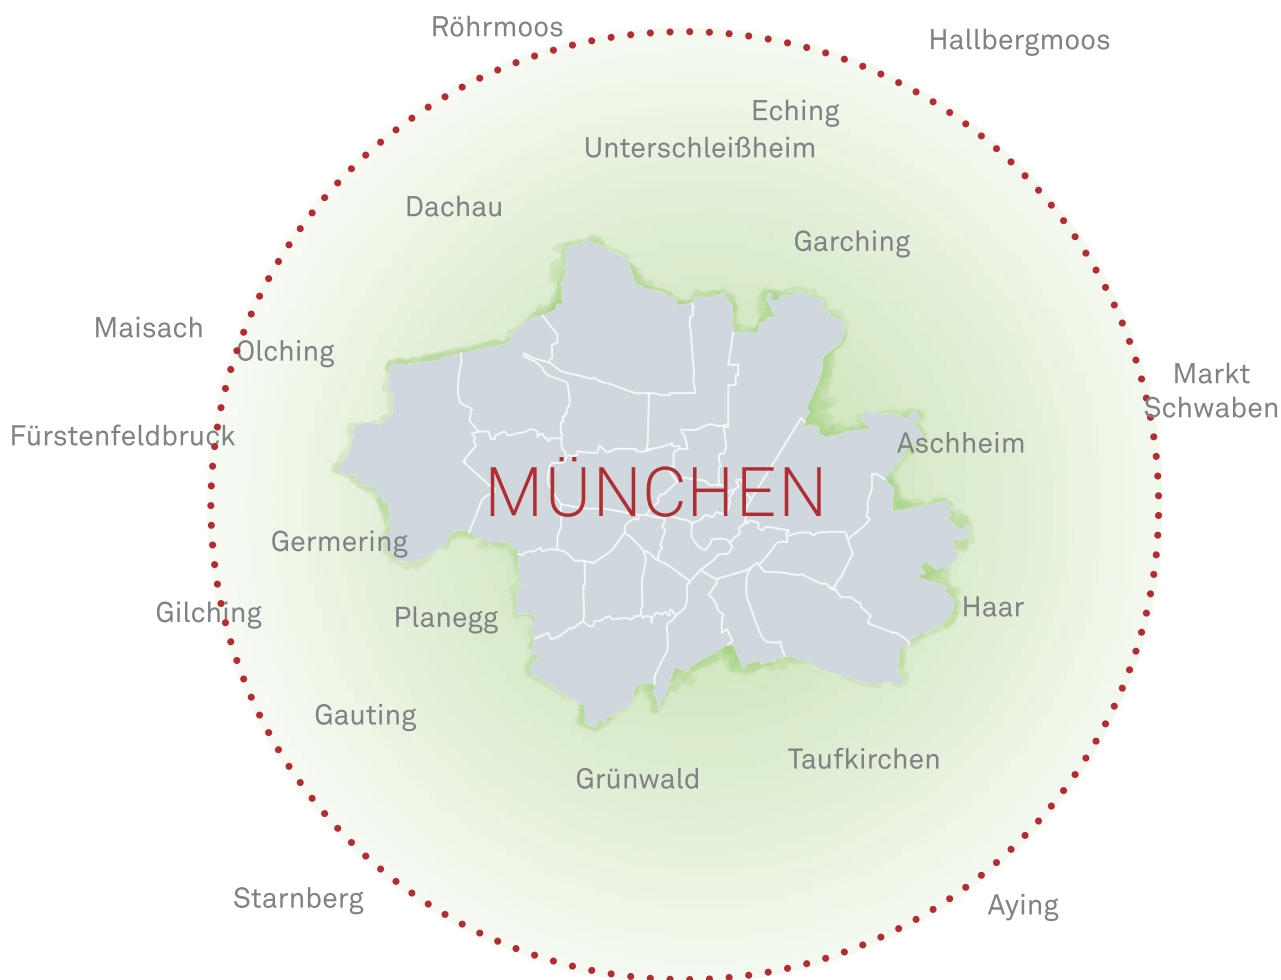 Röhrmoos
Hallbergmoos
Eching
Unterschleißheim
Dachau
Garching
Maisach
Olching
Markt
Schwaben
Fürstenfeldbruck
Aschheim
MÜNCHEN
Germering
Gilching
Planegg
Haar
Gauting
Taufkirchen
Grünwald
Starnberg
Aying